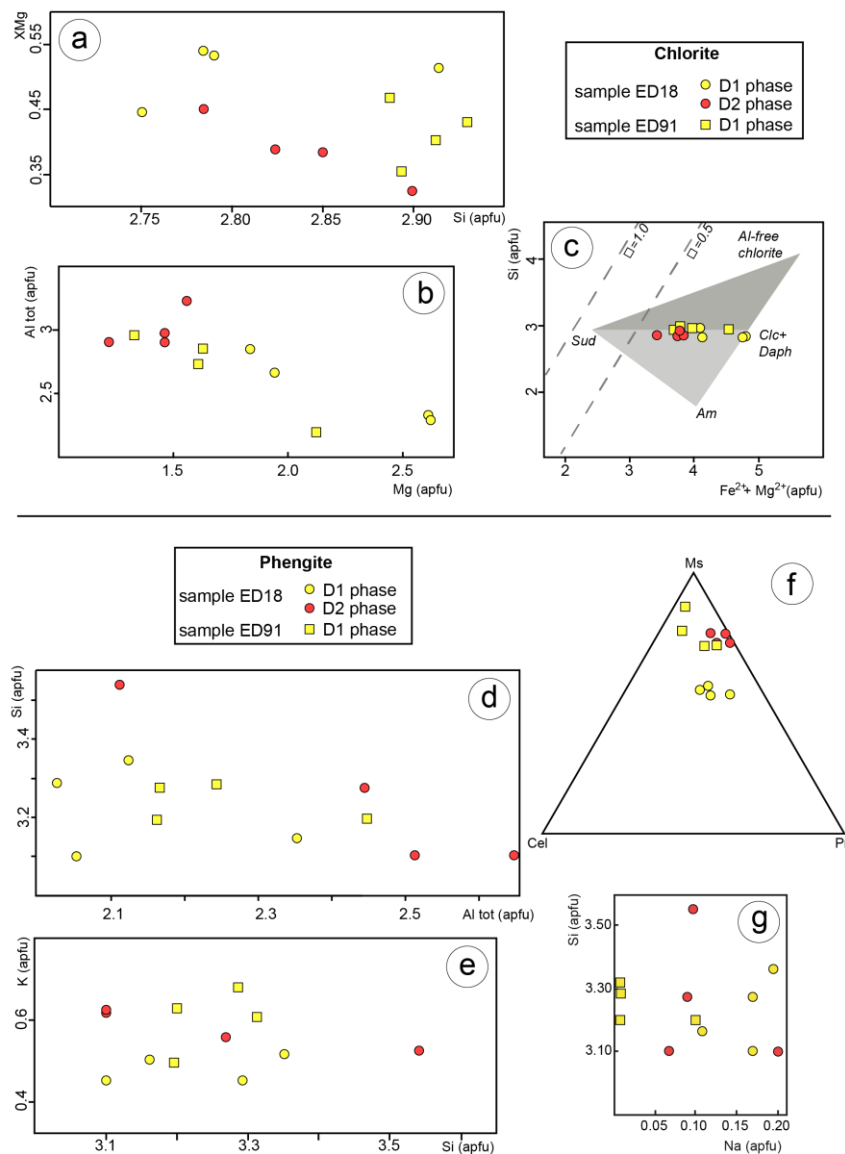 a
XMg
0.55
0.45
0.35
2.75
2.80
2.85
2.90
Si (apfu)
Chlorite
sample ED18
D1 phase
D2 phase
sample ED91
D1 phase
b
Al tot (apfu)
3
2.5
1.5
2.0
2.5
Mg (apfu)
c
Si (apfu)
4
3
2
□=1.0
□=0.5
Al-free
chlorite
Sud
Clc+
Daph
Am
2
3
4
5
Fe²⁺+ Mg²⁺(apfu)
Phengite
sample ED18
D1 phase
D2 phase
sample ED91
D1 phase
d
Si (apfu)
3.4
3.2
2.1
2.3
2.5
Al tot (apfu)
e
K (apfu)
0.6
0.4
3.1
3.3
3.5
Si (apfu)
f
Ms
Cel
g
Si (apfu)
3.50
3.30
3.10
0.05
0.10
0.20
Na (apfu)